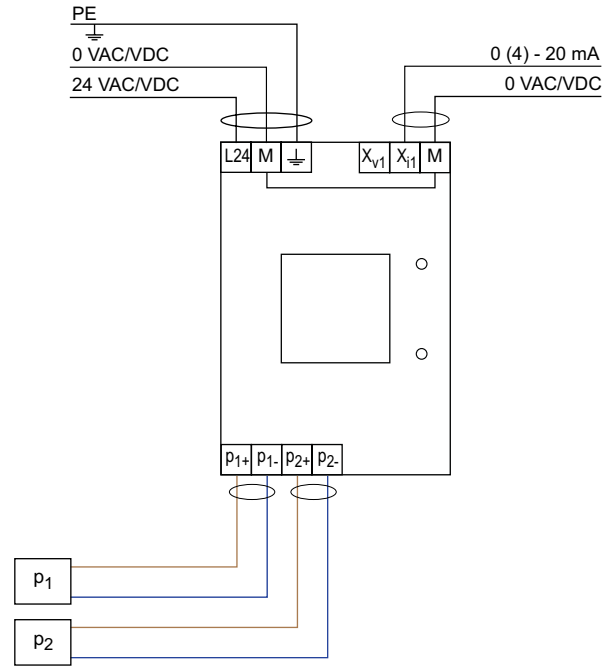 PE
0 VAC/VDC
24 VAC/VDC
0 (4) - 20 mA
0 VAC/VDC
L24 M Xv1 Xi1 M
p1+ p1- p2+ p2-
p1
p2